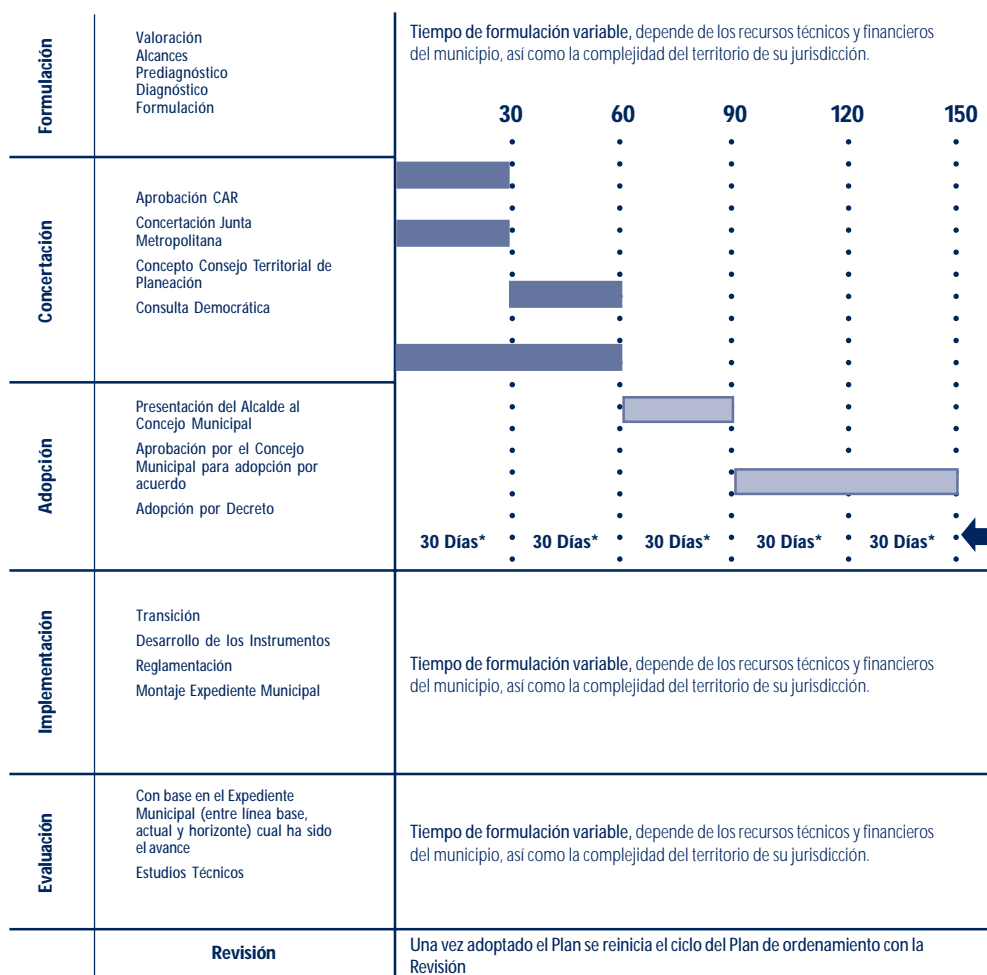 Formulación
Valoración
Alcances
Prediagnóstico
Diagnóstico
Formulación
Tiempo de formulación variable, depende de los recursos técnicos y financieros
del municipio, así como la complejidad del territorio de su jurisdicción.
30 60 90 120 150
Concertación
Aprobación CAR
Concertación Junta
Metropolitana
Concepto Consejo Territorial de
Planeación
Consulta Democrática
Adopción
Presentación del Alcalde al
Concejo Municipal
Aprobación por el Concejo
Municipal para adopción por
acuerdo
Adopción por Decreto
30 Días* 30 Días* 30 Días* 30 Días* 30 Días*
Implementación
Transición
Desarrollo de los Instrumentos
Reglamentación
Montaje Expediente Municipal
Tiempo de formulación variable, depende de los recursos técnicos y financieros
del municipio, así como la complejidad del territorio de su jurisdicción.
Evaluación
Con base en el Expediente
Municipal (entre línea base,
actual y horizonte) cual ha sido
el avance
Estudios Técnicos
Tiempo de formulación variable, depende de los recursos técnicos y financieros
del municipio, así como la complejidad del territorio de su jurisdicción.
Revisión
Una vez adoptado el Plan se reinicia el ciclo del Plan de ordenamiento con la
Revisión